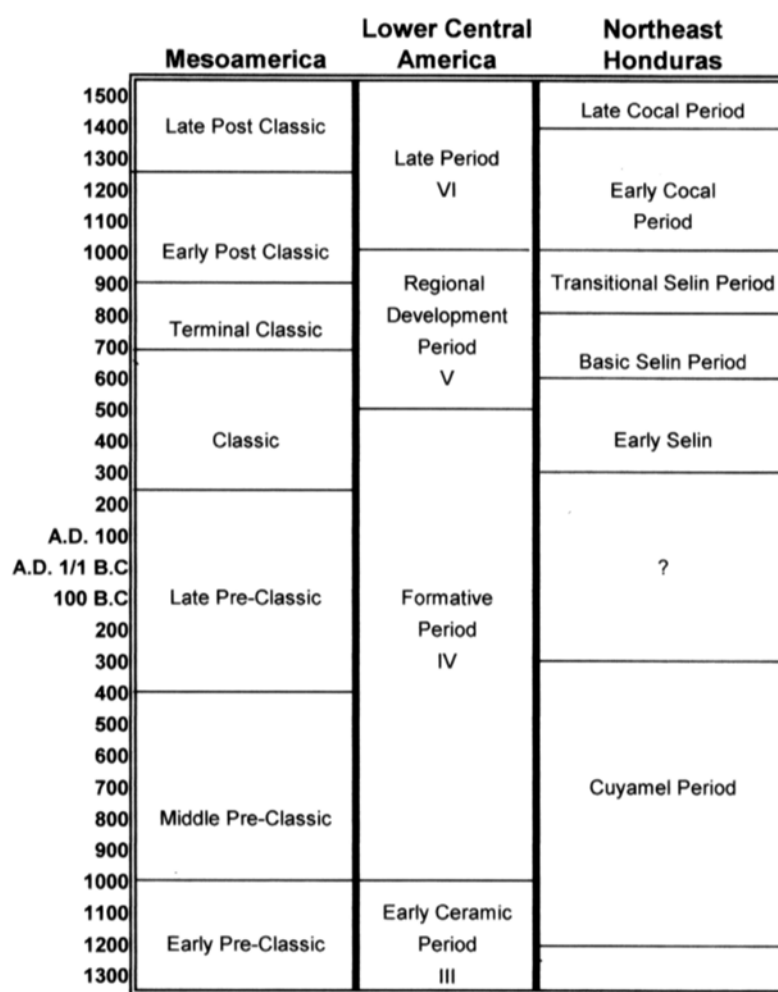 Mesoamerica
Lower Central
America
Northeast
Honduras
1500
1400
1300
1200
1100
1000
900
800
700
600
500
400
300
200
A.D. 100
A.D. 1/1 B.C
100 B.C
200
300
400
500
600
700
800
900
1000
1100
1200
1300
Late Post Classic
Early Post Classic
Terminal Classic
Classic
Late Pre-Classic
Middle Pre-Classic
Early Pre-Classic
Late Period
VI
Regional
Development
Period
V
Formative
Period
IV
Early Ceramic
Period
III
Late Cocal Period
Early Cocal
Period
Transitional Selin Period
Basic Selin Period
Early Selin
?
Cuyamel Period